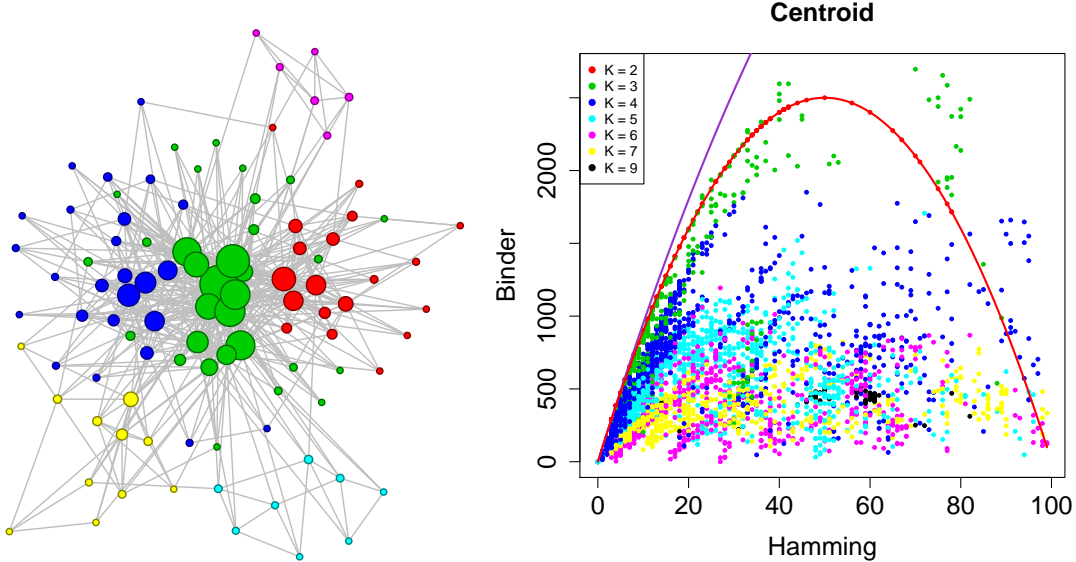 Centroid
K = 2
K = 3
K = 4
K = 5
K = 6
K = 7
K = 9
Binder
0 500 1000 2000
0 20 40 60 80 100
Hamming